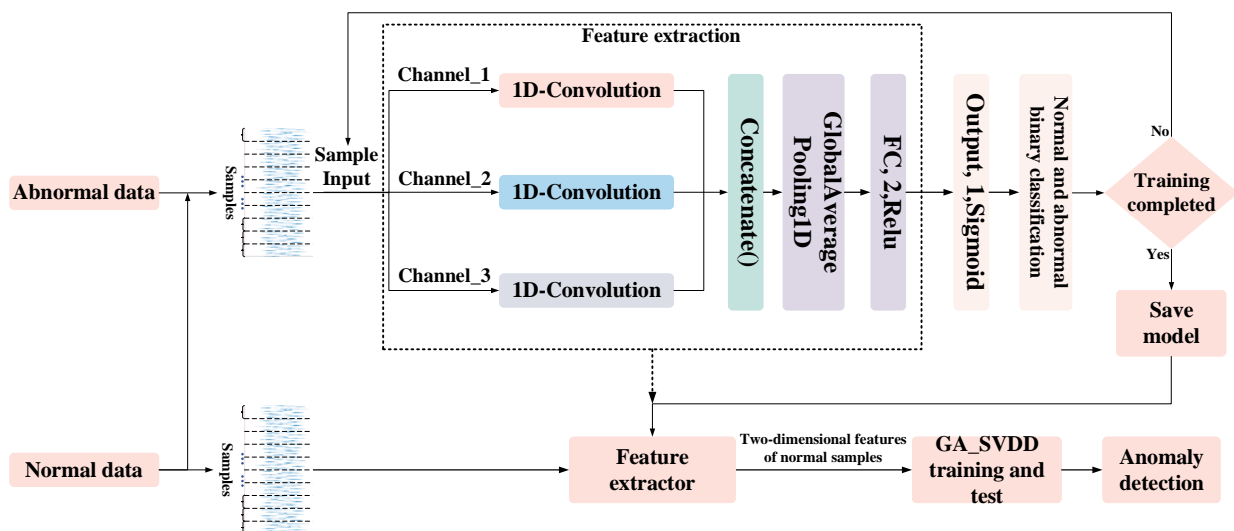 Feature extraction
Channel_1
1D-Convolution
Abnormal data
Samples
Sample
Input
Channel_2
1D-Convolution
Channel_3
1D-Convolution
Concatenate()
GlobalAverage
Pooling1D
FC, 2,Relu
Output, 1,Sigmoid
Normal and abnormal
binary classification
No
Training
completed
Yes
Save
model
Normal data
Samples
Feature
extractor
Two-dimensional features
of normal samples
GA_SVDD
training and
test
Anomaly
detection